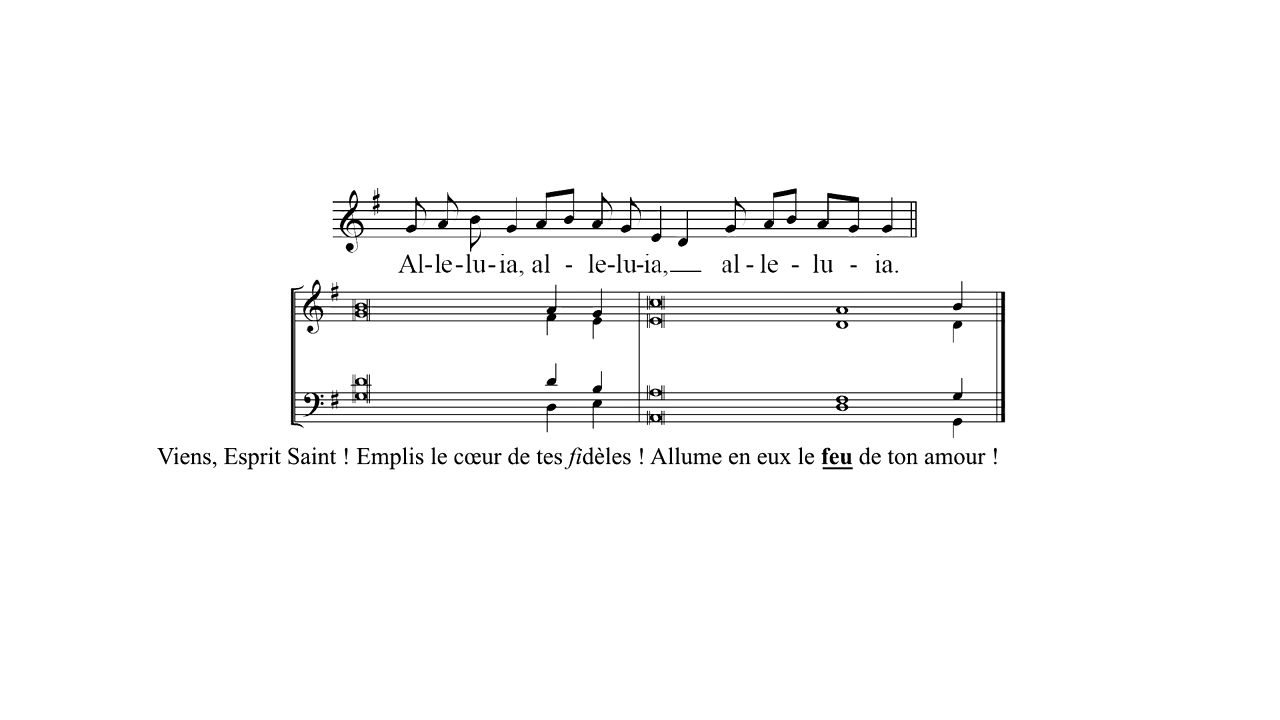 Al-le-lu-ia, al - le-lu-ia, al - le - lu - ia.
Viens, Esprit Saint ! Emplis le cœur de tes fidèles ! Allume en eux le feu de ton amour !